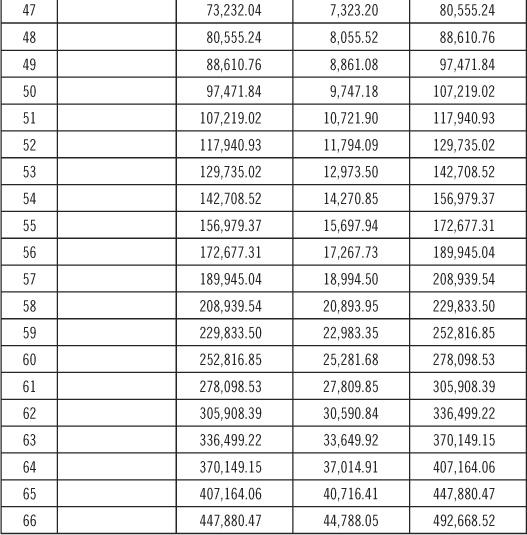 47 73,232.04 7,323.20 80,555.24
48 80,555.24 8,055.52 88,610.76
49 88,610.76 8,861.08 97,471.84
50 97,471.84 9,747.18 107,219.02
51 107,219.02 10,721.90 117,940.93
52 117,940.93 11,794.09 129,735.02
53 129,735.02 12,973.50 142,708.52
54 142,708.52 14,270.85 156,979.37
55 156,979.37 15,697.94 172,677.31
56 172,677.31 17,267.73 189,945.04
57 189,945.04 18,994.50 208,939.54
58 208,939.54 20,893.95 229,833.50
59 229,833.50 22,983.35 252,816.85
60 252,816.85 25,281.68 278,098.53
61 278,098.53 27,809.85 305,908.39
62 305,908.39 30,590.84 336,499.22
63 336,499.22 33,649.92 370,149.15
64 370,149.15 37,014.91 407,164.06
65 407,164.06 40,716.41 447,880.47
66 447,880.47 44,788.05 492,668.52